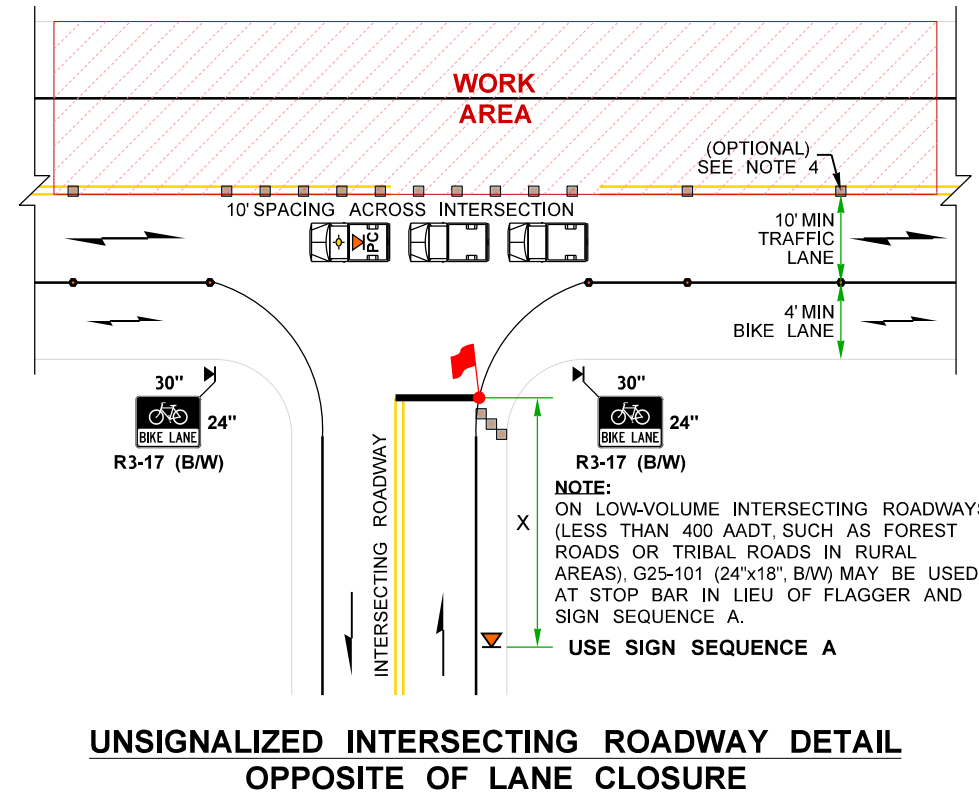 WORK
AREA
(OPTIONAL)
SEE NOTE 4
10' SPACING ACROSS INTERSECTION
PC
10' MIN
TRAFFIC
LANE
4' MIN
BIKE LANE
30"
24"
BIKE LANE
R3-17 (B/W)
30"
24"
BIKE LANE
R3-17 (B/W)
INTERSECTING ROADWAY
X
NOTE:
ON LOW-VOLUME INTERSECTING ROADWAYS
(LESS THAN 400 AADT, SUCH AS FOREST
ROADS OR TRIBAL ROADS IN RURAL
AREAS), G25-101 (24"x18", B/W) MAY BE USED
AT STOP BAR IN LIEU OF FLAGGER AND
SIGN SEQUENCE A.
USE SIGN SEQUENCE A
UNSIGNALIZED INTERSECTING ROADWAY DETAIL
OPPOSITE OF LANE CLOSURE